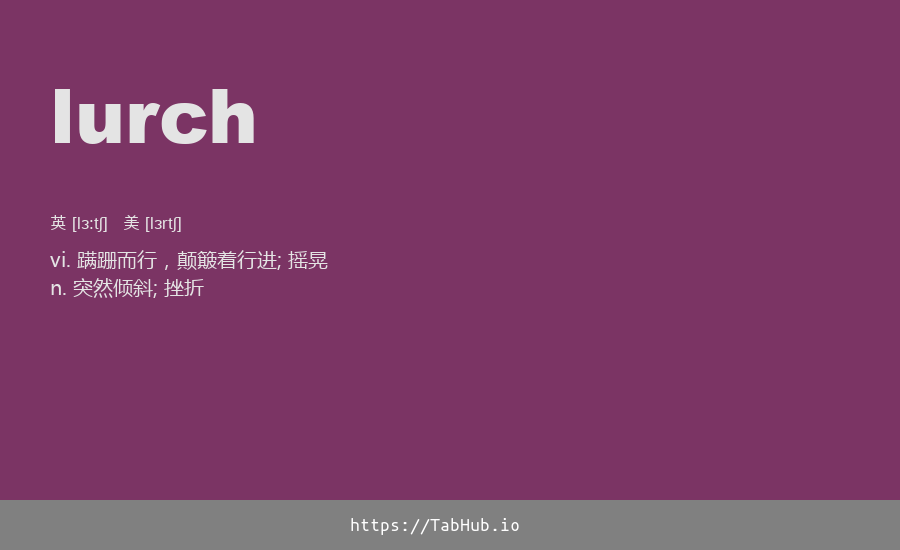 lurch
英 [lɜːtʃ] 美 [lɜrtʃ]
vi. 蹒跚而行，颠簸着行进; 摇晃
n. 突然倾斜; 挫折
https://TabHub.io